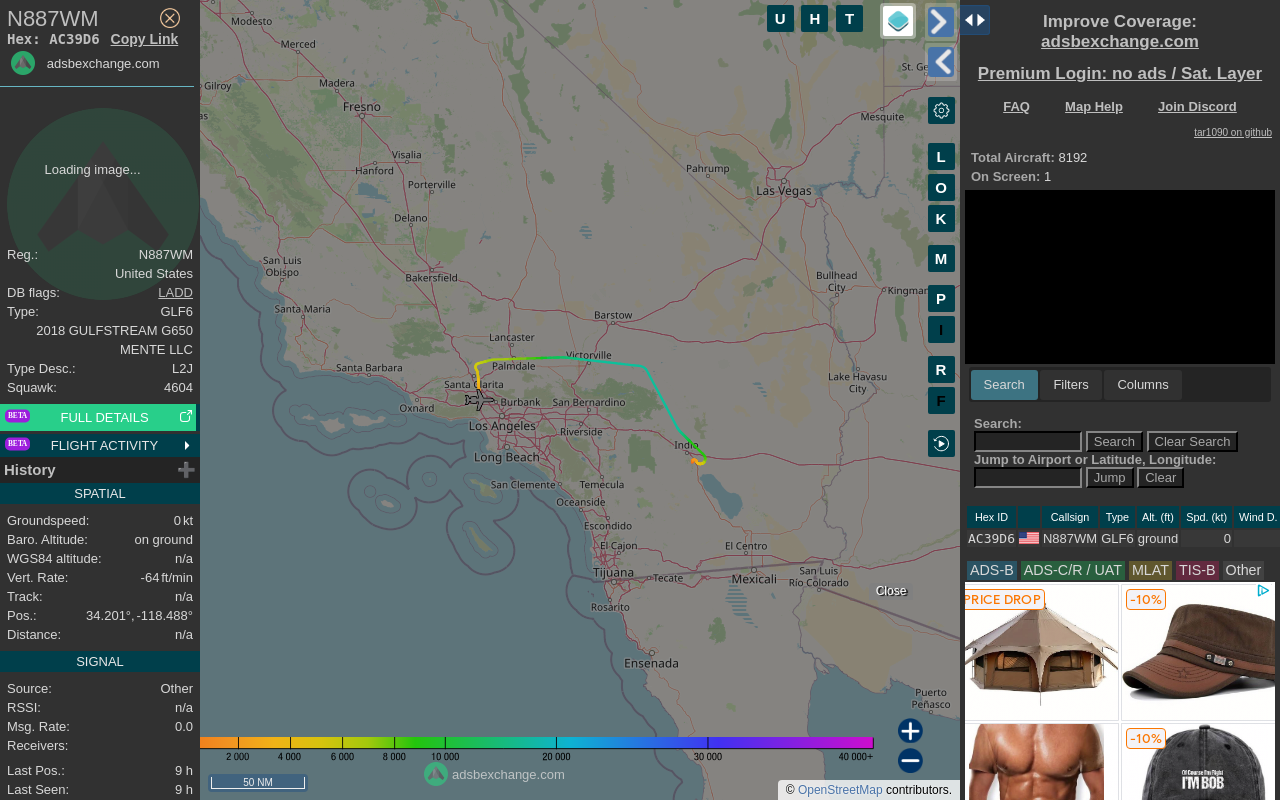 N887WM
Hex: AC39D6 Copy Link
adsbexchange.com
Loading image...
Reg.: N887WM
United States
DB flags: LADD
Type: GLF6
2018 GULFSTREAM G650
MENTE LLC
Type Desc.: L2J
Squawk: 4604
BETA FULL DETAILS
BETA FLIGHT ACTIVITY
History
SPATIAL
Groundspeed: 0 kt
Baro. Altitude: on ground
WGS84 altitude: n/a
Vert. Rate: -64 ft/min
Track: n/a
Pos.: 34.201°, -118.488°
Distance: n/a
SIGNAL
Source: Other
RSSI: n/a
Msg. Rate: 0.0
Receivers:
Last Pos.: 9 h
Last Seen: 9 h
Modesto
Merced
Gilroy
Madera
Fresno
Visalia
Hanford
Porterville
Delano
San Luis
Obispo
Bakersfield
Santa Maria
Lancaster
Barstow
Palmdale
Victorville
Santa Barbara
Santa Clarita
Oxnard
Burbank
San Bernardino
Los Angeles
Riverside
Indio
Long Beach
San Clemente
Temecula
Oceanside
Escondido
El Cajon
El Centro
Tijuana
Tecate
Mexicali
San Luis
Río Colorado
Rosarito
Ensenada
Puerto
Peñasco
Pahrump
Las Vegas
St. Ge
Mesquite
Bullhead
City
Kingman
Lake Havasu
City
Close
U H T
L
O
K
M
P
I
R
F
2 000 4 000 6 000 8 000 10 000 20 000 30 000 40 000+
adsbexchange.com
50 NM
© OpenStreetMap contributors.
Improve Coverage:
adsbexchange.com
Premium Login: no ads / Sat. Layer
FAQ Map Help Join Discord
tar1090 on github
Total Aircraft: 8192
On Screen: 1
Search Filters Columns
Search:
Search Clear Search
Jump to Airport or Latitude, Longitude:
Jump Clear
Hex ID Callsign Type Alt. (ft) Spd. (kt) Wind D.
AC39D6 N887WM GLF6 ground 0
ADS-B ADS-C/R / UAT MLAT TIS-B Other
PRICE DROP
-10%
-10%
Of Course I'm Right
I'M BOB